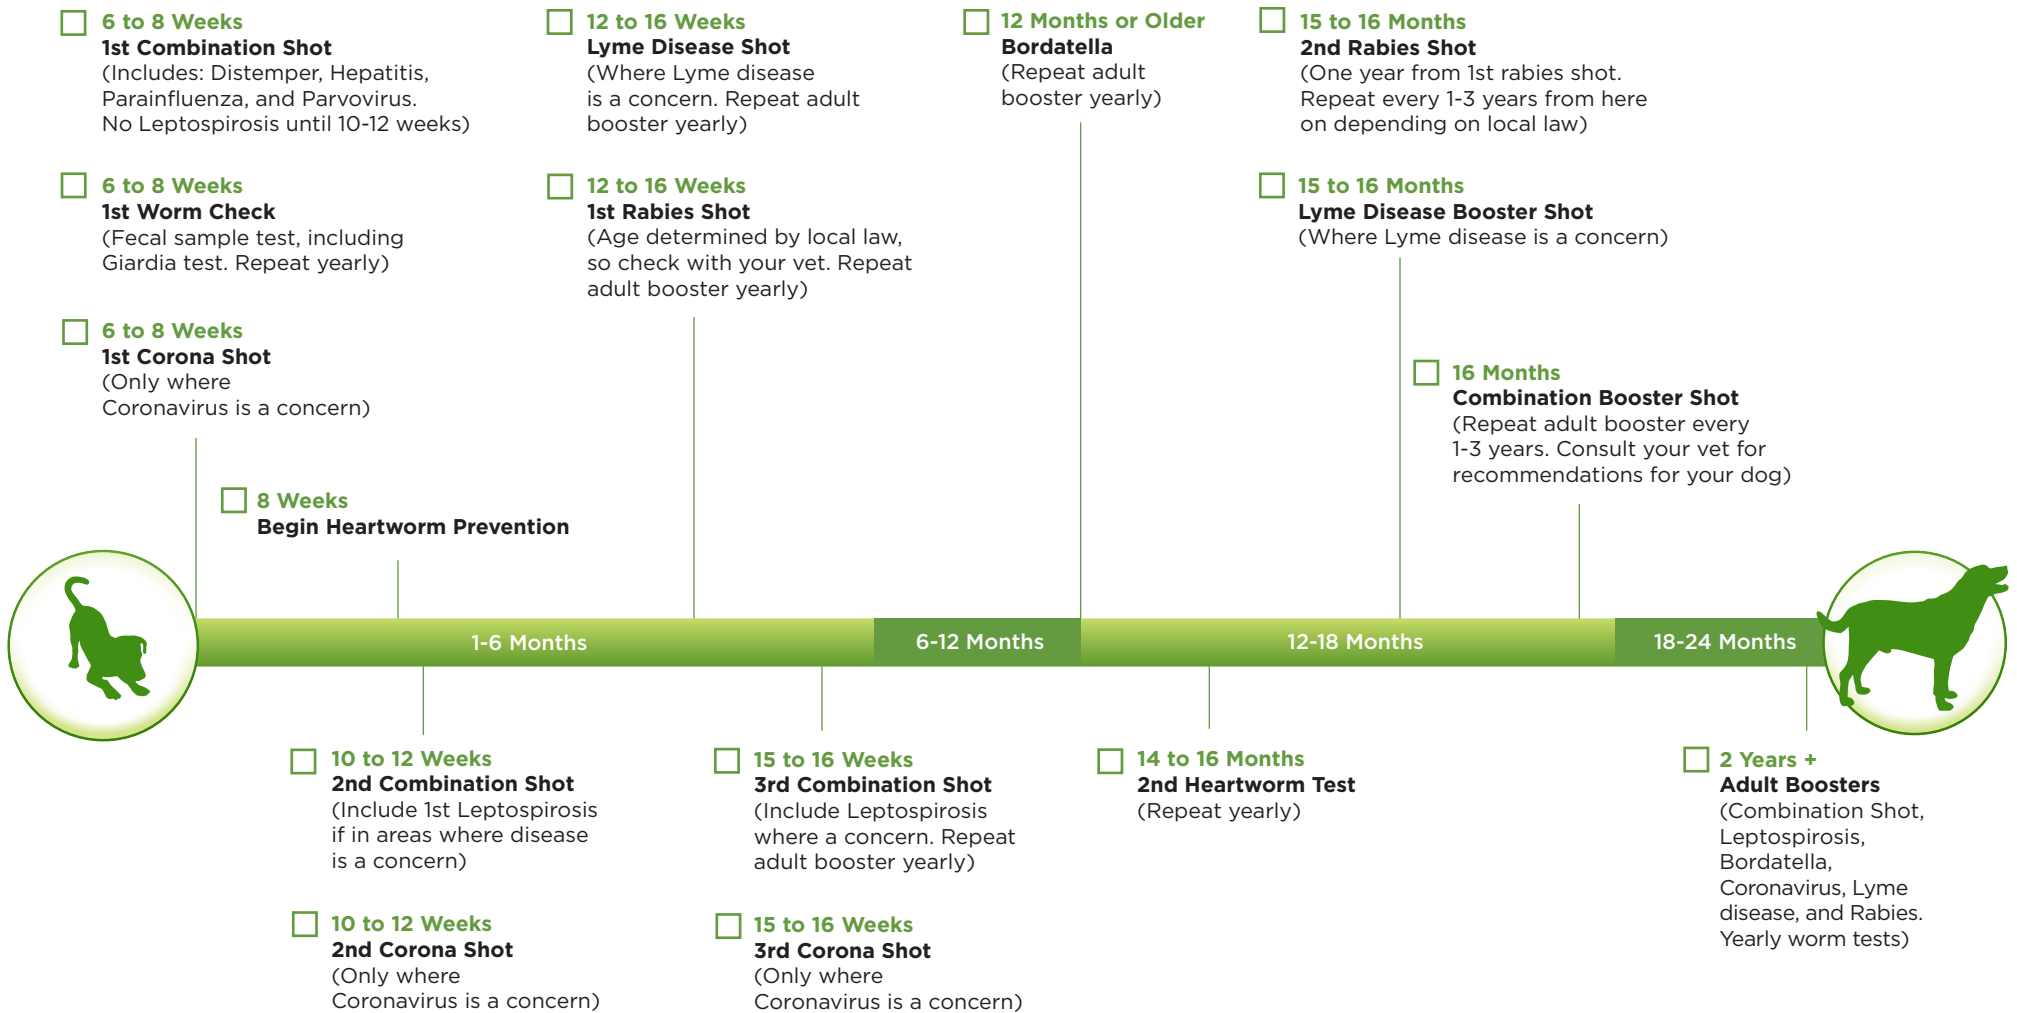 6 to 8 Weeks
1st Combination Shot
(Includes: Distemper, Hepatitis,
Parainfluenza, and Parvovirus.
No Leptospirosis until 10-12 weeks)
6 to 8 Weeks
1st Worm Check
(Fecal sample test, including
Giardia test. Repeat yearly)
6 to 8 Weeks
1st Corona Shot
(Only where
Coronavirus is a concern)
8 Weeks
Begin Heartworm Prevention
12 to 16 Weeks
Lyme Disease Shot
(Where Lyme disease
is a concern. Repeat adult
booster yearly)
12 to 16 Weeks
1st Rabies Shot
(Age determined by local law,
so check with your vet. Repeat
adult booster yearly)
12 Months or Older
Bordatella
(Repeat adult
booster yearly)
15 to 16 Months
2nd Rabies Shot
(One year from 1st rabies shot.
Repeat every 1-3 years from here
on depending on local law)
15 to 16 Months
Lyme Disease Booster Shot
(Where Lyme disease is a concern)
16 Months
Combination Booster Shot
(Repeat adult booster every
1-3 years. Consult your vet for
recommendations for your dog)
1-6 Months
6-12 Months
12-18 Months
18-24 Months
10 to 12 Weeks
2nd Combination Shot
(Include 1st Leptospirosis
if in areas where disease
is a concern)
10 to 12 Weeks
2nd Corona Shot
(Only where
Coronavirus is a concern)
15 to 16 Weeks
3rd Combination Shot
(Include Leptospirosis
where a concern. Repeat
adult booster yearly)
15 to 16 Weeks
3rd Corona Shot
(Only where
Coronavirus is a concern)
14 to 16 Months
2nd Heartworm Test
(Repeat yearly)
2 Years +
Adult Boosters
(Combination Shot,
Leptospirosis,
Bordatella,
Coronavirus, Lyme
disease, and Rabies.
Yearly worm tests)